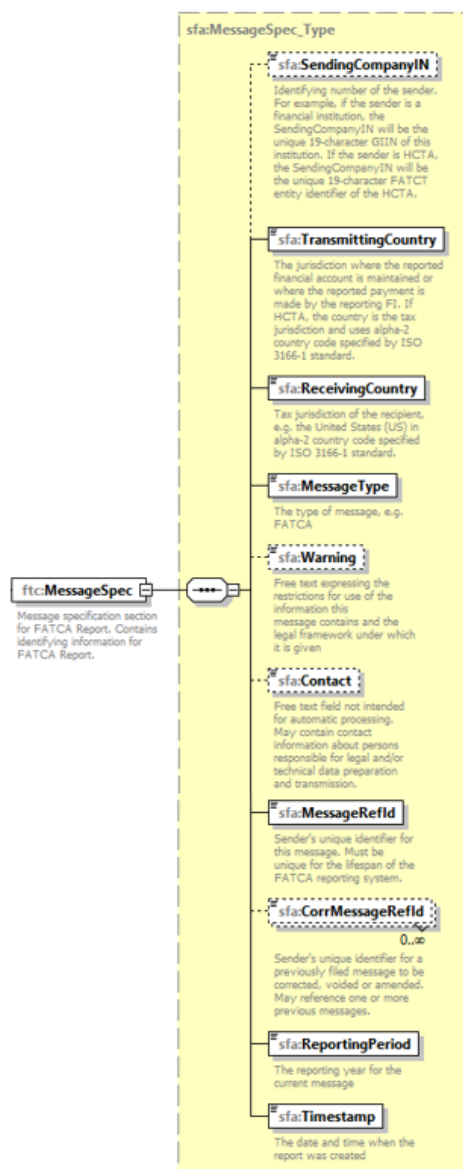 sfa:MessageSpec_Type
sfa:SendingCompanyIN
Identifying number of the sender.
For example, if the sender is a
financial institution, the
SendingCompanyIN will be the
unique 19-character GIIN of this
institution. If the sender is HCTA,
the SendingCompanyIN will be
the unique 19-character FATCT
entity identifier of the HCTA.
sfa:TransmittingCountry
The jurisdiction where the reported
financial account is maintained or
where the reported payment is
made by the reporting FI. If
HCTA, the country is the tax
jurisdiction and uses alpha-2
country code specified by ISO
3166-1 standard.
sfa:ReceivingCountry
Tax jurisdiction of the recipient,
e.g. the United States (US) in
alpha-2 country code specified
by ISO 3166-1 standard.
sfa:MessageType
The type of message, e.g.
FATCA
sfa:Warning
Free text expressing the
restrictions for use of the
information this
message contains and the
legal framework under which
it is given
ftc:MessageSpec
Message specification section
for FATCA Report. Contains
identifying information for
FATCA Report.
sfa:Contact
Free text field not intended
for automatic processing.
May contain contact
information about persons
responsible for legal and/or
technical data preparation
and transmission.
sfa:MessageRefId
Sender's unique identifier for
this message. Must be
unique for the lifespan of the
FATCA reporting system.
sfa:CorrMessageRefId
0..∞
Sender's unique identifier for a
previously filed message to be
corrected, voided or amended.
May reference one or more
previous messages.
sfa:ReportingPeriod
The reporting year for the
current message
sfa:Timestamp
The date and time when the
report was created